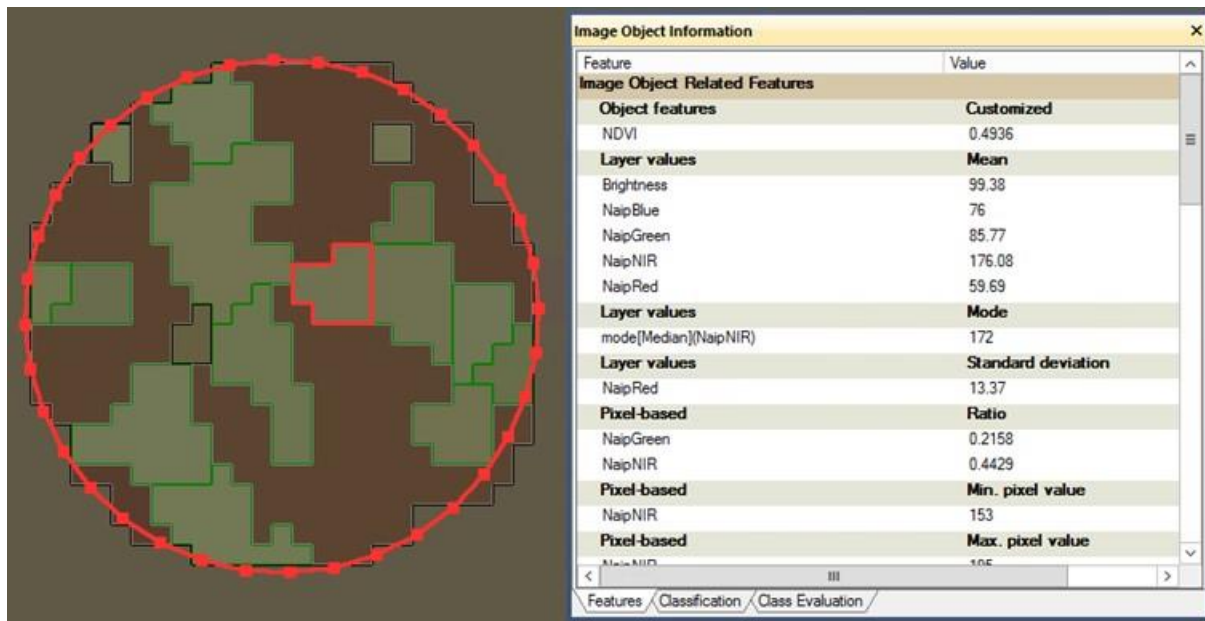 Image Object Information
Feature Value
Image Object Related Features
Object features Customized
NDVI 0.4936
Layer values Mean
Brightness 99.38
NaipBlue 76
NaipGreen 85.77
NaipNIR 176.08
NaipRed 59.69
Layer values Mode
mode[Median](NaipNIR) 172
Layer values Standard deviation
NaipRed 13.37
Pixel-based Ratio
NaipGreen 0.2158
NaipNIR 0.4429
Pixel-based Min. pixel value
NaipNIR 153
Pixel-based Max. pixel value
NaipNIR 195
Features Classification Class Evaluation